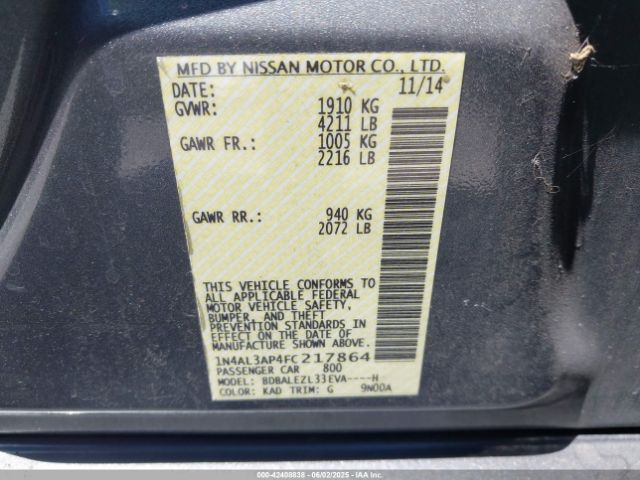 MFD BY NISSAN MOTOR CO., LTD.
DATE: 11/14
GVWR: 1910 KG
4211 LB
GAWR FR.: 1005 KG
2216 LB
GAWR RR.: 940 KG
2072 LB
THIS VEHICLE CONFORMS TO
ALL APPLICABLE FEDERAL
MOTOR VEHICLE SAFETY,
BUMPER, AND THEFT
PREVENTION STANDARDS
IN EFFECT ON THE DATE OF
MANUFACTURE SHOWN ABOVE.
1N4AL3AP4FC217864
PASSENGER CAR 800
MODEL: BDBALEZL33EVA----H
COLOR: KAD TRIM: G 9N00A
000-42408838 - 06/02/2025 - IAAI.COM